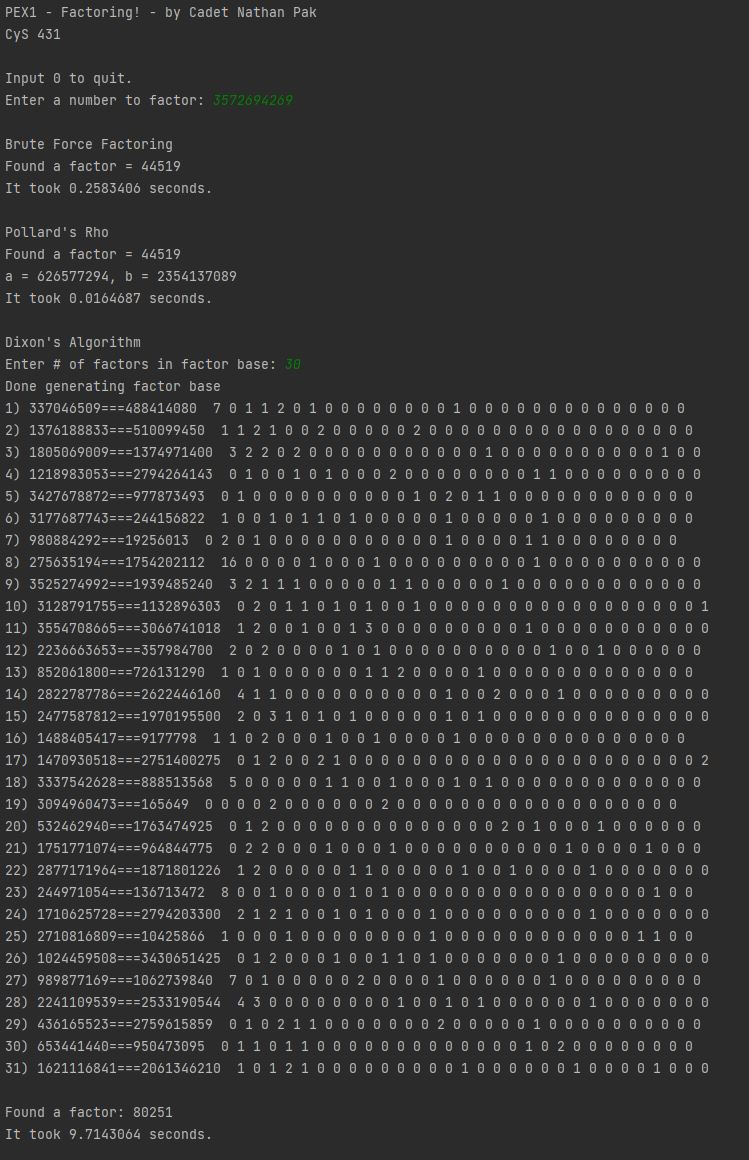 PEX1 - Factoring! - by Cadet Nathan Pak
CyS 431
Input 0 to quit.
Enter a number to factor: 3572694269
Brute Force Factoring
Found a factor = 44519
It took 0.2583406 seconds.
Pollard's Rho
Found a factor = 44519
a = 626577294, b = 2354137089
It took 0.0164687 seconds.
Dixon's Algorithm
Enter # of factors in factor base: 30
Done generating factor base
1) 337046509===488414080  7 0 1 1 2 0 1 0 0 0 0 0 0 0 0 1 0 0 0 0 0 0 0 0 0 0 0 0 0 0
2) 1376188833===510099450  1 1 2 1 0 0 2 0 0 0 0 0 2 0 0 0 0 0 0 0 0 0 0 0 0 0 0 0 0 0
3) 1805069009===1374971400  3 2 2 0 2 0 0 0 0 0 0 0 0 0 0 0 1 0 0 0 0 0 0 0 0 0 0 1 0 0
4) 1218983053===2794264143  0 1 0 0 1 0 1 0 0 0 2 0 0 0 0 0 0 0 0 1 1 0 0 0 0 0 0 0 0 0
5) 3427678872===977873493  0 1 0 0 0 0 0 0 0 0 0 0 1 0 2 0 1 1 0 0 0 0 0 0 0 0 0 0 0 0
6) 3177687743===244156822  1 0 0 1 0 1 1 0 1 0 0 0 0 0 1 0 0 0 0 0 1 0 0 0 0 0 0 0 0 0
7) 980884292===19256013  0 2 0 1 0 0 0 0 0 0 0 0 0 0 0 1 0 0 0 0 1 1 0 0 0 0 0 0 0 0
8) 275635194===1754202112  16 0 0 0 0 1 0 0 0 1 0 0 0 0 0 0 0 0 0 1 0 0 0 0 0 0 0 0 0 0
9) 3525274992===1939485240  3 2 1 1 1 0 0 0 0 0 1 1 0 0 0 0 0 1 0 0 0 0 0 0 0 0 0 0 0 0
10) 3128791755===1132896303  0 2 0 1 1 0 1 0 1 0 0 1 0 0 0 0 0 0 0 0 0 0 0 0 0 0 0 0 0 1
11) 3554708665===3066741018  1 2 0 0 1 0 0 1 3 0 0 0 0 0 0 0 0 0 1 0 0 0 0 0 0 0 0 0 0 0
12) 2236663653===357984700  2 0 2 0 0 0 0 1 0 1 0 0 0 0 0 0 0 0 0 0 1 0 0 1 0 0 0 0 0 0
13) 852061800===726131290  1 0 1 0 0 0 0 0 0 1 1 2 0 0 0 0 1 0 0 0 0 0 0 0 0 0 0 0 0 0
14) 2822787786===2622446160  4 1 1 0 0 0 0 0 0 0 0 0 0 1 0 0 2 0 0 0 1 0 0 0 0 0 0 0 0 0
15) 2477587812===1970195500  2 0 3 1 0 1 0 1 0 0 0 0 0 1 0 1 0 0 0 0 0 0 0 0 0 0 0 0 0 0
16) 1488405417===9177798  1 1 0 2 0 0 0 1 0 0 1 0 0 0 0 1 0 0 0 0 0 0 0 0 0 0 0 0 0 0
17) 1470930518===2751400275  0 1 2 0 0 2 1 0 0 0 0 0 0 0 0 0 0 0 0 0 0 0 0 0 0 0 0 0 0 2
18) 3337542628===888513568  5 0 0 0 0 0 1 1 0 0 1 0 0 0 1 0 1 0 0 0 0 0 0 0 0 0 0 0 0 0
19) 3094960473===165649  0 0 0 0 2 0 0 0 0 0 0 2 0 0 0 0 0 0 0 0 0 0 0 0 0 0 0 0 0 0
20) 532462940===1763474925  0 1 2 0 0 0 0 0 0 0 0 0 0 0 0 0 0 2 0 1 0 0 0 1 0 0 0 0 0 0
21) 1751771074===964844775  0 2 2 0 0 0 1 0 0 0 1 0 0 0 0 0 0 0 0 0 0 1 0 0 0 0 1 0 0 0
22) 2877171964===1871801226  1 2 0 0 0 0 0 1 1 0 0 0 0 0 1 0 0 1 0 0 0 0 1 0 0 0 0 0 0 0
23) 244971054===136713472  8 0 0 1 0 0 0 0 1 0 1 0 0 0 0 0 0 0 0 0 0 0 0 0 0 0 0 1 0 0
24) 1710625728===2794203300  2 1 2 1 0 0 1 0 1 0 0 0 1 0 0 0 0 0 0 0 0 0 1 0 0 0 0 0 0 0
25) 2710816809===10425866  1 0 0 0 1 0 0 0 0 0 0 0 0 1 0 0 0 0 0 0 0 0 0 0 0 0 1 1 0 0
26) 1024459508===3430651425  0 1 2 0 0 0 1 0 0 1 1 0 1 0 0 0 0 0 0 0 1 0 0 0 0 0 0 0 0 0
27) 989877169===1062739840  7 0 1 0 0 0 0 0 2 0 0 0 0 1 0 0 0 0 0 0 1 0 0 0 0 0 0 0 0 0
28) 2241109539===2533190544  4 3 0 0 0 0 0 0 0 0 1 0 0 1 0 1 0 0 0 0 0 0 1 0 0 0 0 0 0 0
29) 436165523===2759615859  0 1 0 2 1 1 0 0 0 0 0 0 0 2 0 0 0 0 0 1 0 0 0 0 0 0 0 0 0 0
30) 653441440===950473095  0 1 1 0 1 1 0 0 0 0 0 0 0 0 0 0 0 0 0 1 0 2 0 0 0 0 0 0 0 0
31) 1621116841===2061346210  1 0 1 2 1 0 0 0 0 0 0 0 0 0 1 0 0 0 0 0 0 1 0 0 0 0 1 0 0 0
Found a factor: 80251
It took 9.7143064 seconds.